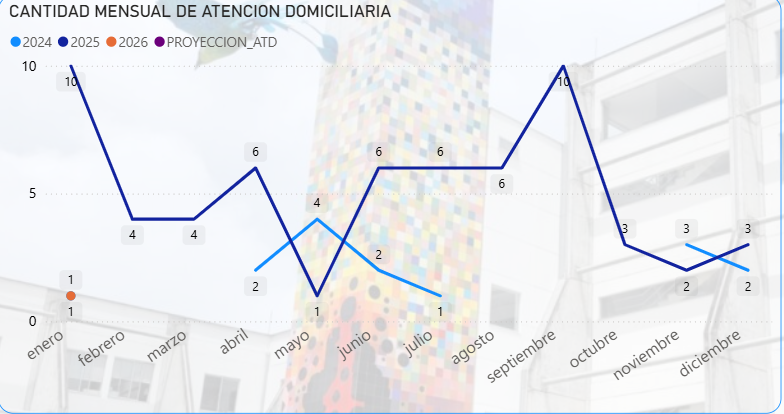 CANTIDAD MENSUAL DE ATENCION DOMICILIARIA
2024 2025 2026 PROYECCION_ATD
10
10 10
6 6 6
6
5
4
4 4
3 3 3
2
2 2 2
1
1 1 1
0
enero febrero marzo abril mayo junio julio agosto septiembre octubre noviembre diciembre